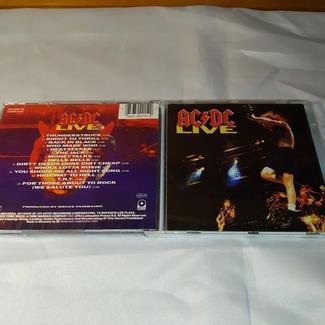 AC/DC
LIVE
THUNDERSTRUCK
SHOOT TO THRILL
BACK IN BLACK
WHO MADE WHO
HEATSEEKER
THE JACK
MONEYTALKS
HELLS BELLS
DIRTY DEEDS DONE DIRT CHEAP
WHOLE LOTTA ROSIE
YOU SHOOK ME ALL NIGHT LONG
HIGHWAY TO HELL
T.N.T.
FOR THOSE ABOUT TO ROCK
(WE SALUTE YOU)
PRODUCED BY BRUCE FAIRBAIRN
AC/DC
LIVE